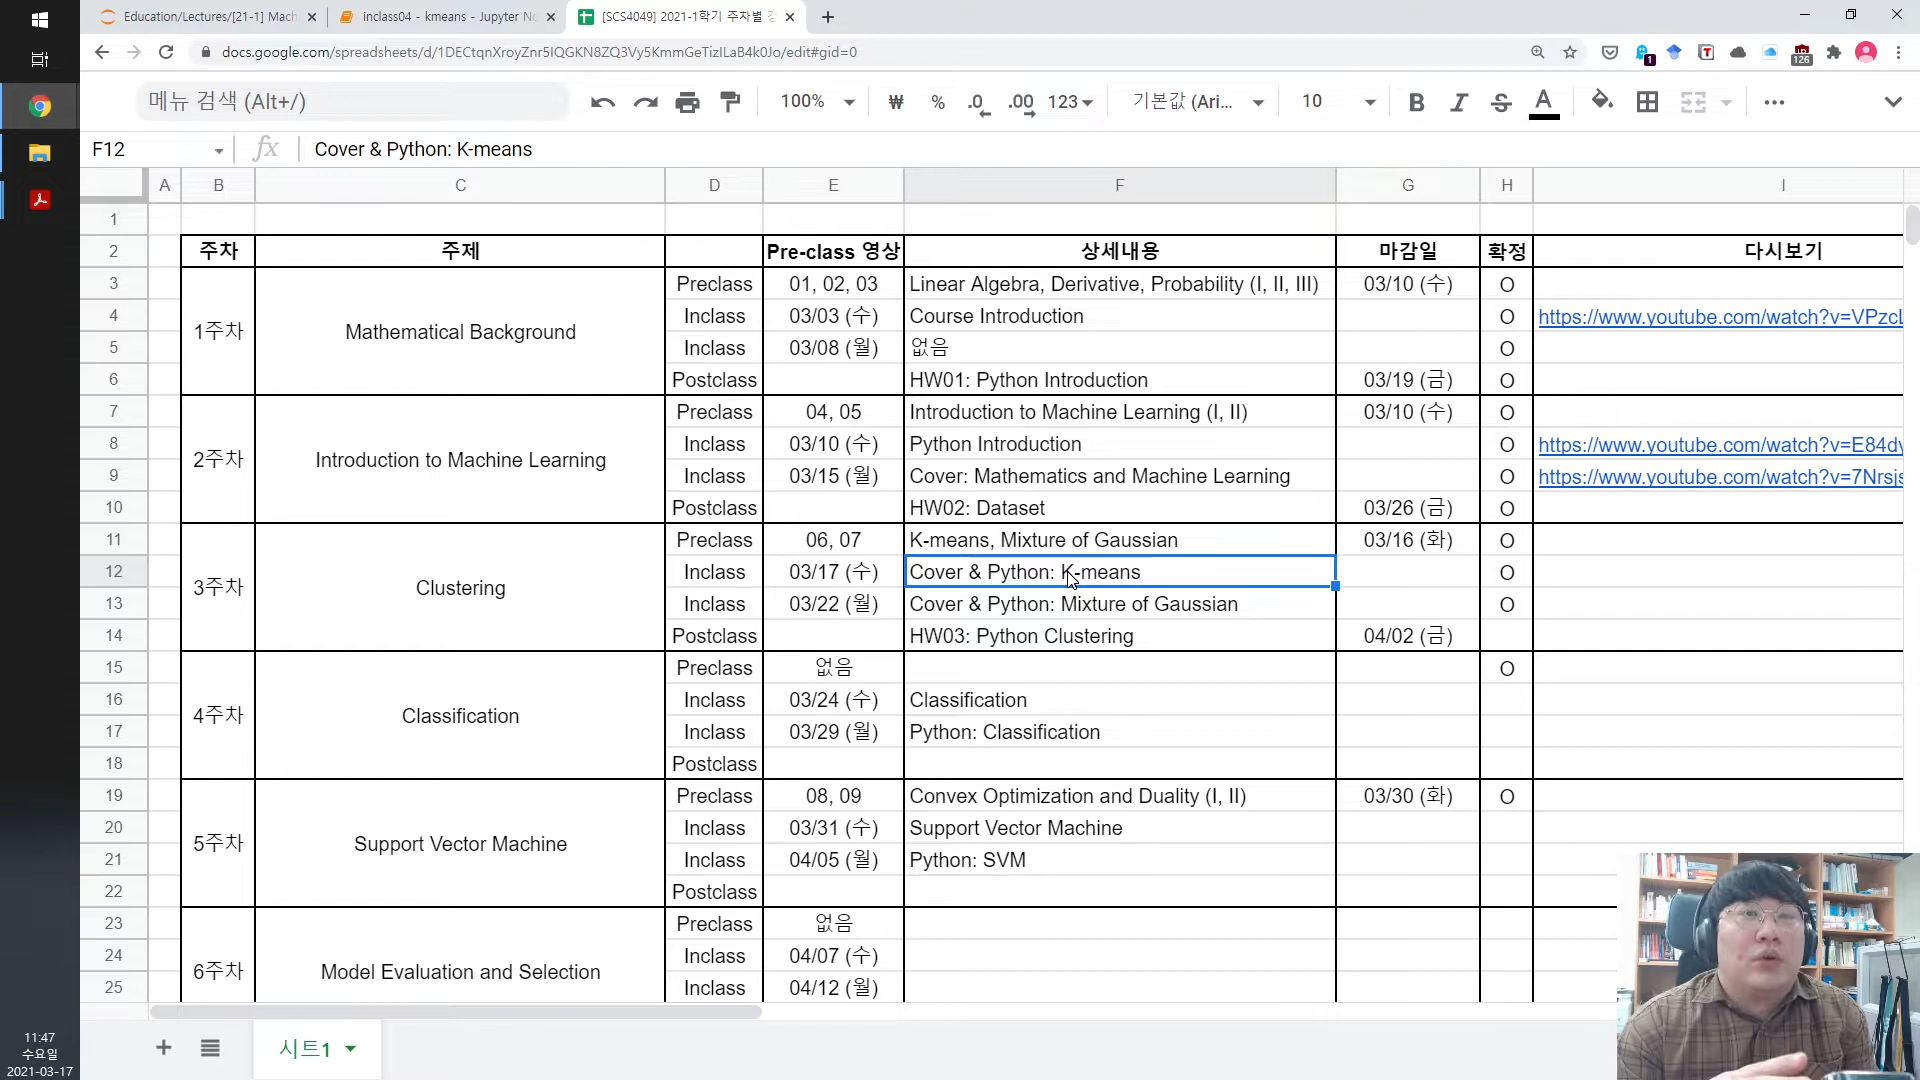 Education/Lectures/[21-1] Mach
inclass04 - kmeans - Jupyter No
[SCS4049] 2021-1학기 주차별 강
docs.google.com/spreadsheets/d/1DECtqnXroyZnr5IQGKN8ZQ3Vy5KmmGeTizILaB4k0Jo/edit#gid=0
1
126
메뉴 검색 (Alt+/)
100%
₩ % .0 .00 123
기본값 (Ari...
10
B I S A
F12
fx
Cover & Python: K-means
A B C D E F G H I
1
2 주차 주제 Pre-class 영상 상세내용 마감일 확정 다시보기
3 Preclass 01, 02, 03 Linear Algebra, Derivative, Probability (I, II, III) 03/10 (수) O
4 Inclass 03/03 (수) Course Introduction O https://www.youtube.com/watch?v=VPzcL
1주차 Mathematical Background
5 Inclass 03/08 (월) 없음 O
6 Postclass HW01: Python Introduction 03/19 (금) O
7 Preclass 04, 05 Introduction to Machine Learning (I, II) 03/10 (수) O
8 Inclass 03/10 (수) Python Introduction O https://www.youtube.com/watch?v=E84dv
2주차 Introduction to Machine Learning
9 Inclass 03/15 (월) Cover: Mathematics and Machine Learning O https://www.youtube.com/watch?v=7Nrsjs
10 Postclass HW02: Dataset 03/26 (금) O
11 Preclass 06, 07 K-means, Mixture of Gaussian 03/16 (화) O
12 Inclass 03/17 (수) Cover & Python: K-means O
3주차 Clustering
13 Inclass 03/22 (월) Cover & Python: Mixture of Gaussian O
14 Postclass HW03: Python Clustering 04/02 (금)
15 Preclass 없음 O
16 Inclass 03/24 (수) Classification
4주차 Classification
17 Inclass 03/29 (월) Python: Classification
18 Postclass
19 Preclass 08, 09 Convex Optimization and Duality (I, II) 03/30 (화) O
20 Inclass 03/31 (수) Support Vector Machine
5주차 Support Vector Machine
21 Inclass 04/05 (월) Python: SVM
22 Postclass
23 Preclass 없음
24 Inclass 04/07 (수)
6주차 Model Evaluation and Selection
25 Inclass 04/12 (월)
시트1
11:47
수요일
2021-03-17